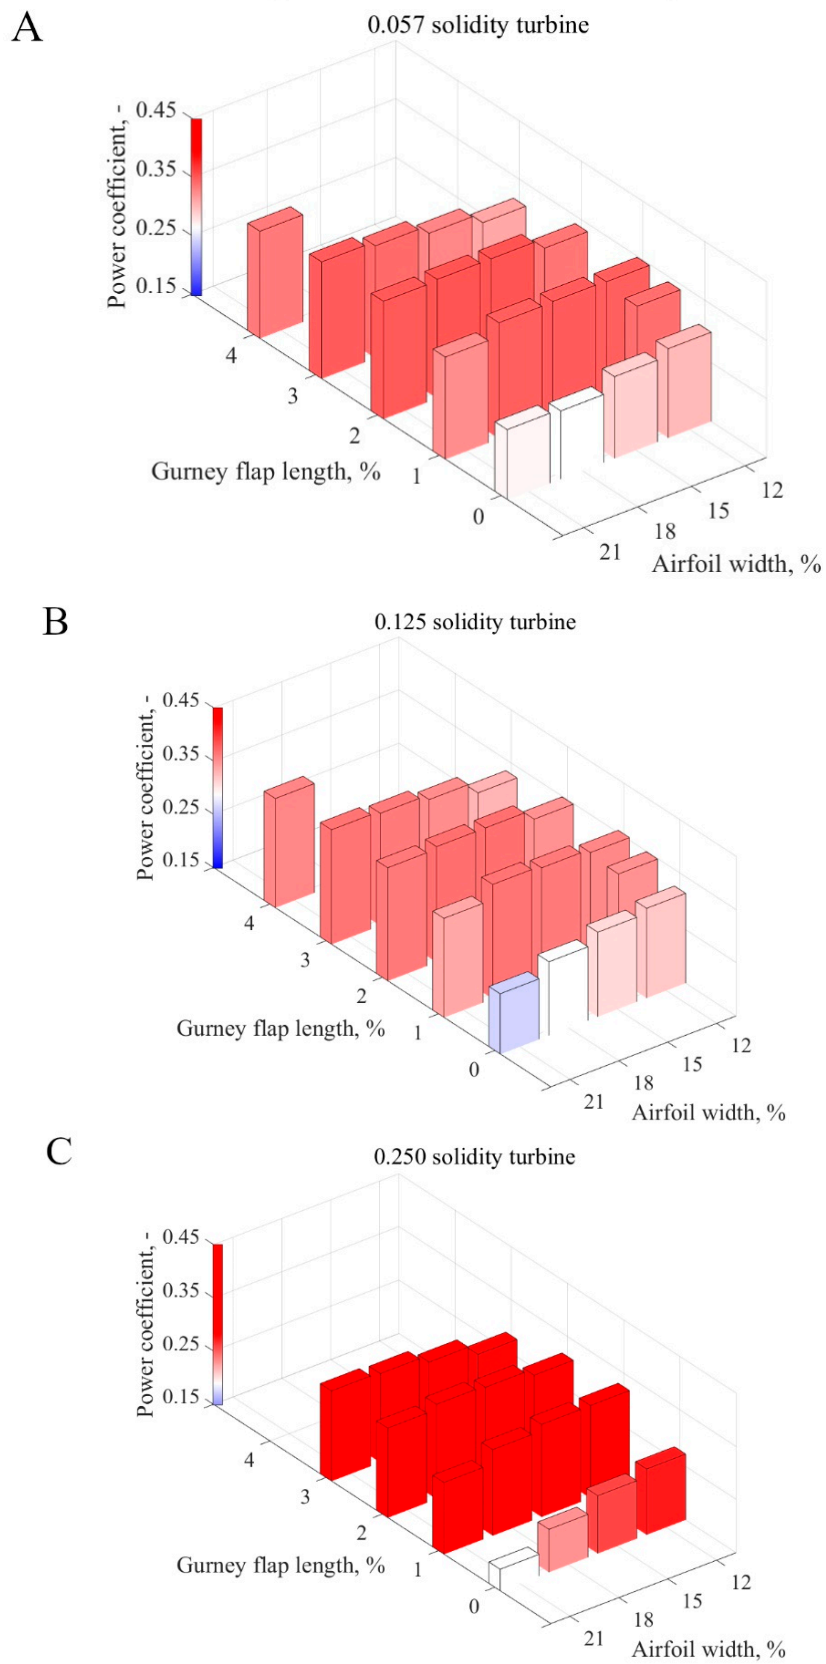 A
0.057 solidity turbine
Power coefficient, -
0.45
0.35
0.25
0.15
4
3
2
1
0
Gurney flap length, %
21
18
15
12
Airfoil width, %
B
0.125 solidity turbine
Power coefficient, -
0.45
0.35
0.25
0.15
4
3
2
1
0
Gurney flap length, %
21
18
15
12
Airfoil width, %
C
0.250 solidity turbine
Power coefficient, -
0.45
0.35
0.25
0.15
4
3
2
1
0
Gurney flap length, %
21
18
15
12
Airfoil width, %